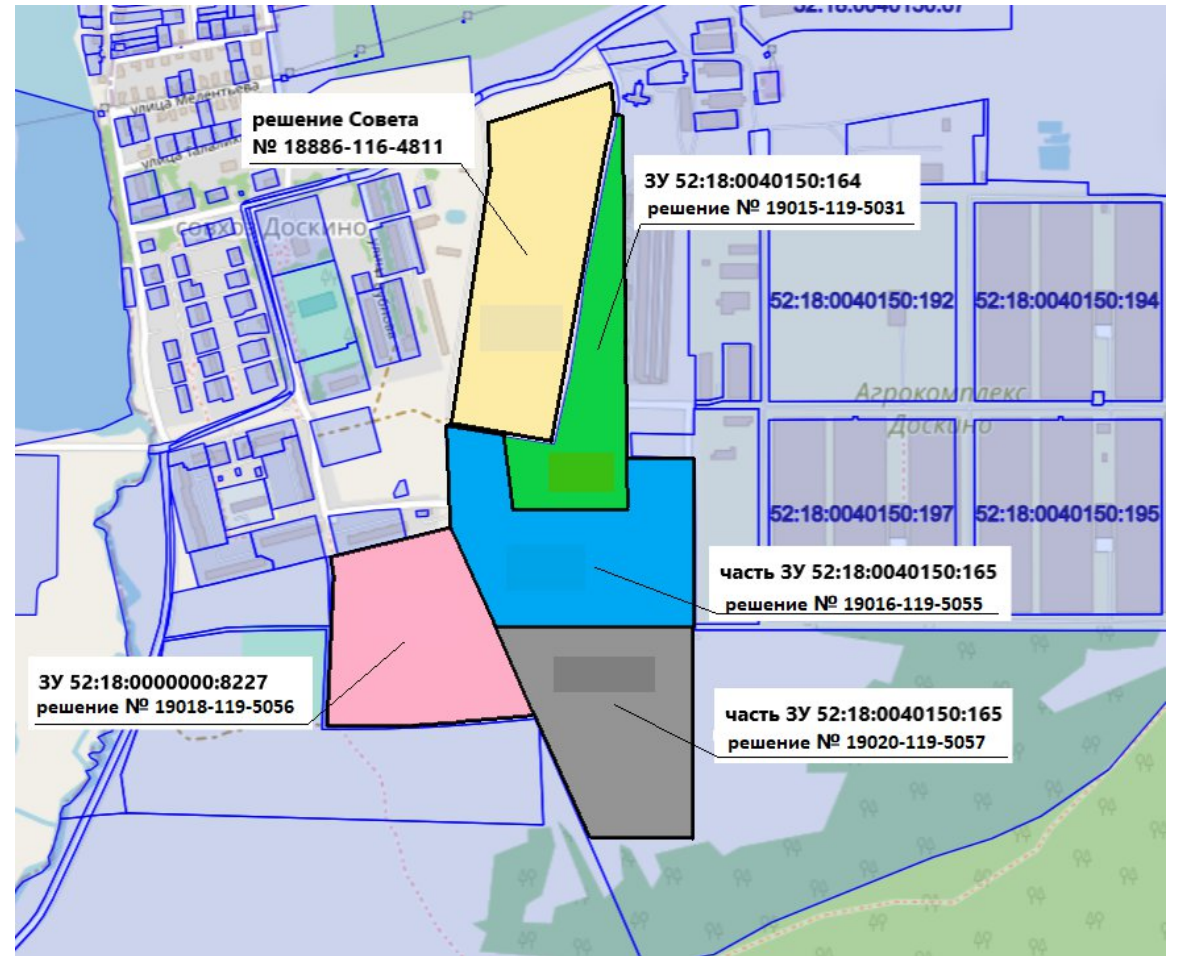 52:18:0040150:67
улица Мелентьева
решение Совета
№ 18886-116-4811
улица Талалихина
ЗУ 52:18:0040150:164
решение № 19015-119-5031
совхоз Доскино
52:18:0040150:192
52:18:0040150:194
Агрокомплекс
Доскино
52:18:0040150:197
52:18:0040150:195
часть ЗУ 52:18:0040150:165
решение № 19016-119-5055
ЗУ 52:18:0000000:8227
решение № 19018-119-5056
часть ЗУ 52:18:0040150:165
решение № 19020-119-5057